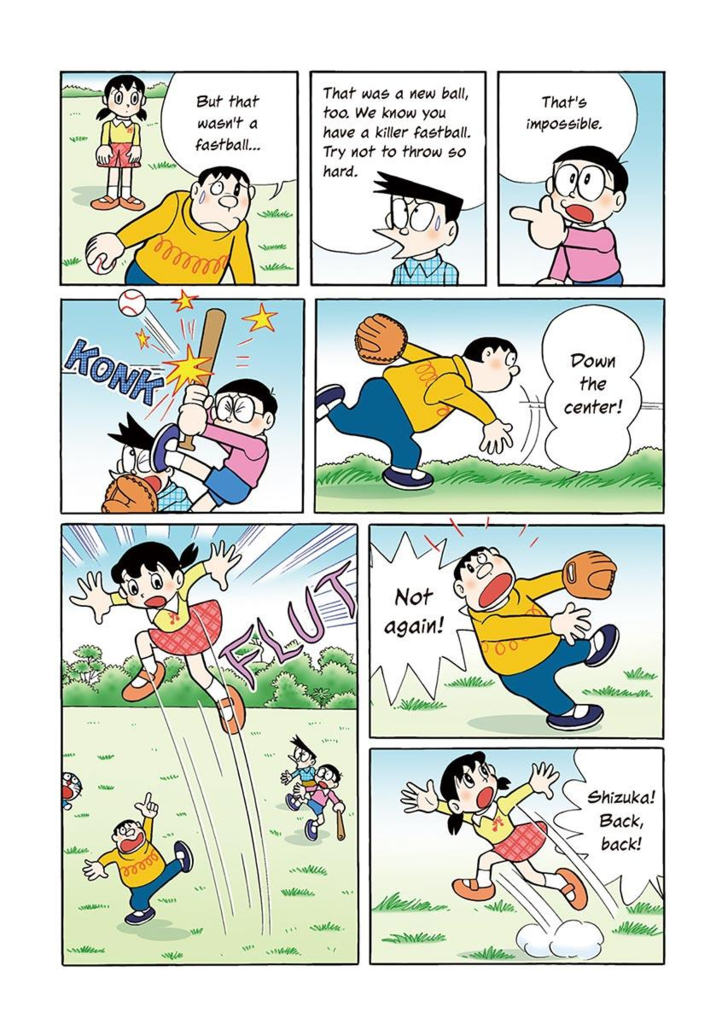 That's
impossible.
That was a new ball,
too. We know you
have a killer fastball.
Try not to throw so
hard.
But that
wasn't a
fastball...
Down
the
center!
KONK
Not
again!
Shizuka!
Back,
back!
FLUT